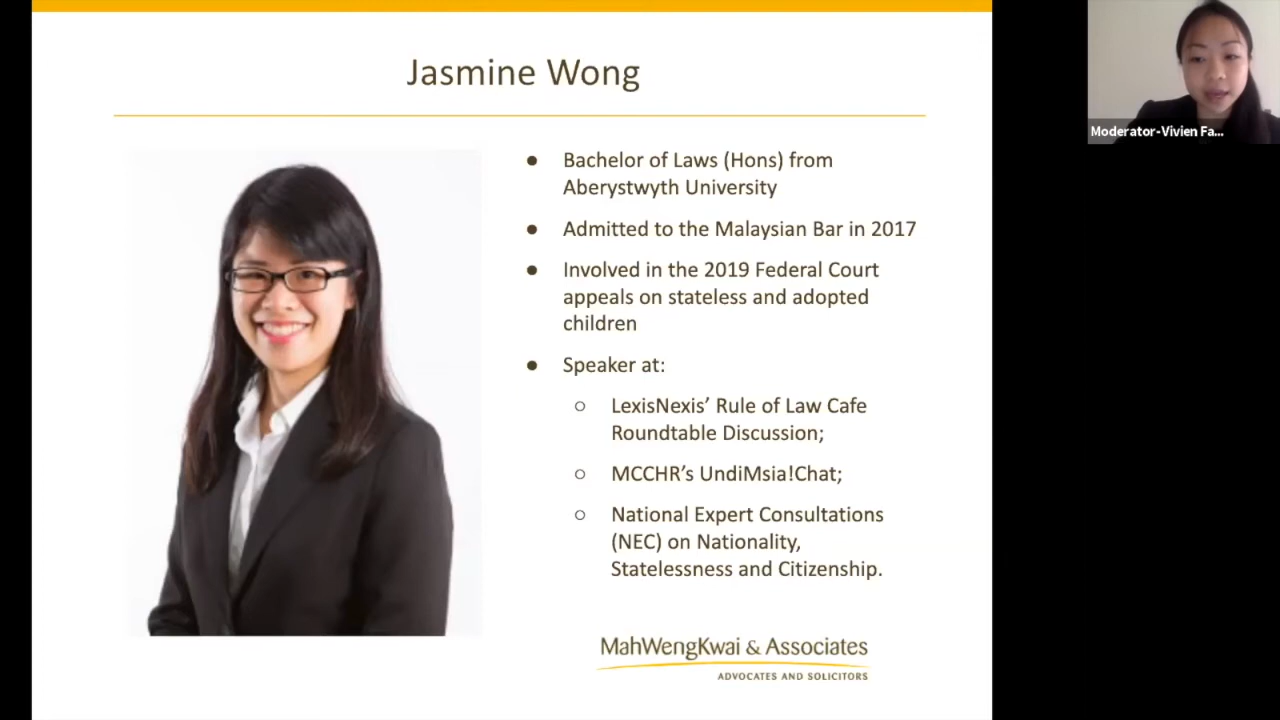 Jasmine Wong
● Bachelor of Laws (Hons) from
Aberystwyth University
● Admitted to the Malaysian Bar in 2017
● Involved in the 2019 Federal Court
appeals on stateless and adopted
children
● Speaker at:
○ LexisNexis’ Rule of Law Cafe
Roundtable Discussion;
○ MCCHR’s UndiMsia!Chat;
○ National Expert Consultations
(NEC) on Nationality,
Statelessness and Citizenship.
MahWengKwai & Associates
ADVOCATES AND SOLICITORS
Moderator-Vivien Fa...